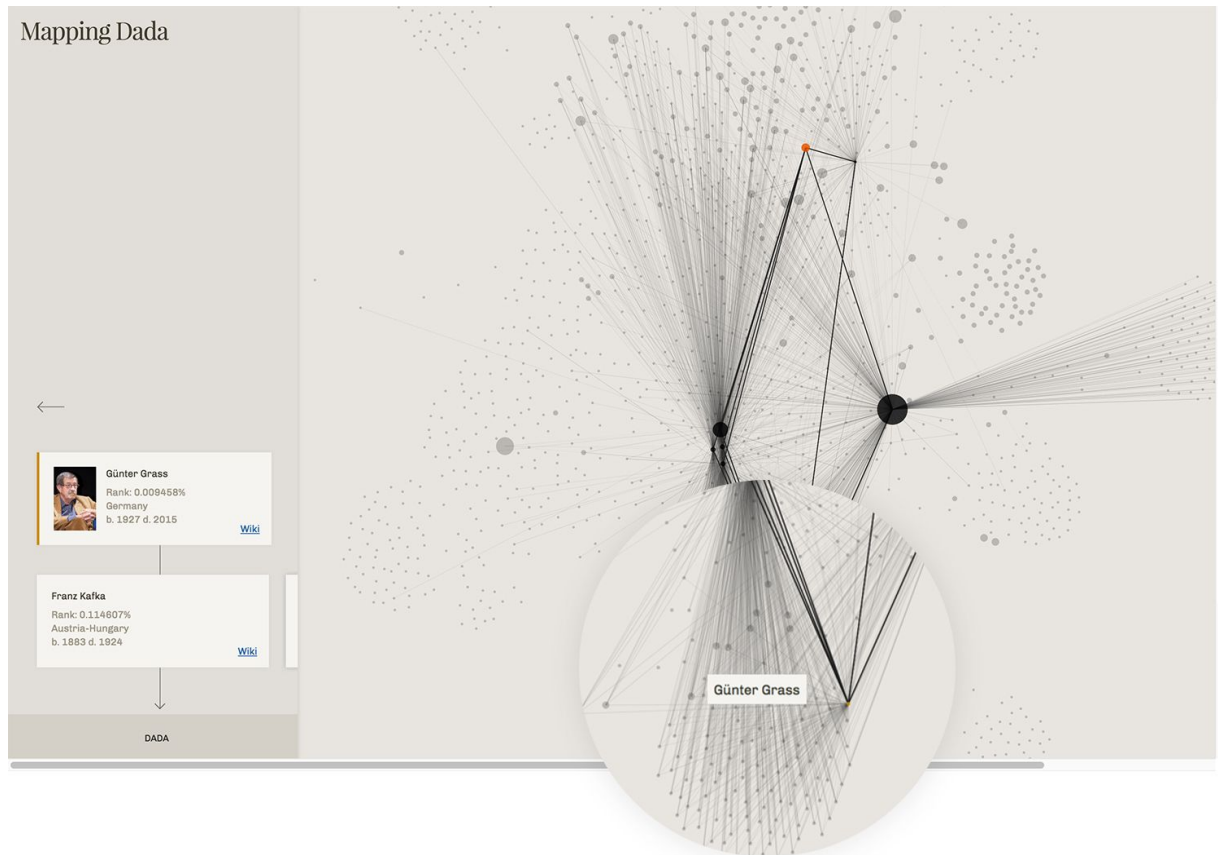 Mapping Dada
Günter Grass
Rank: 0.009458%
Germany
b. 1927 d. 2015
Wiki
Franz Kafka
Rank: 0.114607%
Austria-Hungary
b. 1883 d. 1924
Wiki
DADA
Günter Grass